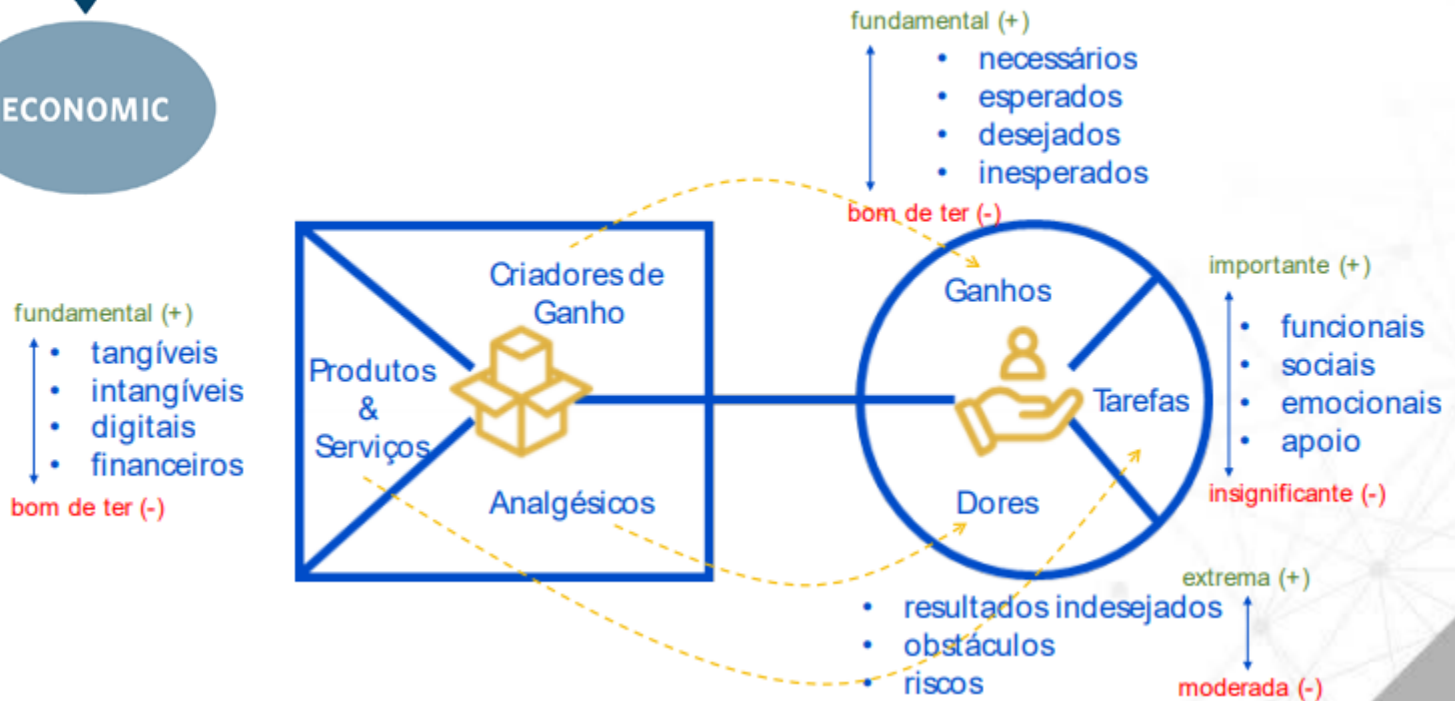 ECONOMIC
fundamental (+)
• necessários
• esperados
• desejados
• inesperados
bom de ter (-)
fundamental (+)
• tangíveis
• intangíveis
• digitais
• financeiros
bom de ter (-)
Produtos
&
Serviços
Criadores de
Ganho
Analgésicos
Ganhos
Tarefas
Dores
importante (+)
• funcionais
• sociais
• emocionais
• apoio
insignificante (-)
extrema (+)
• resultados indesejados
• obstáculos
• riscos
moderada (-)